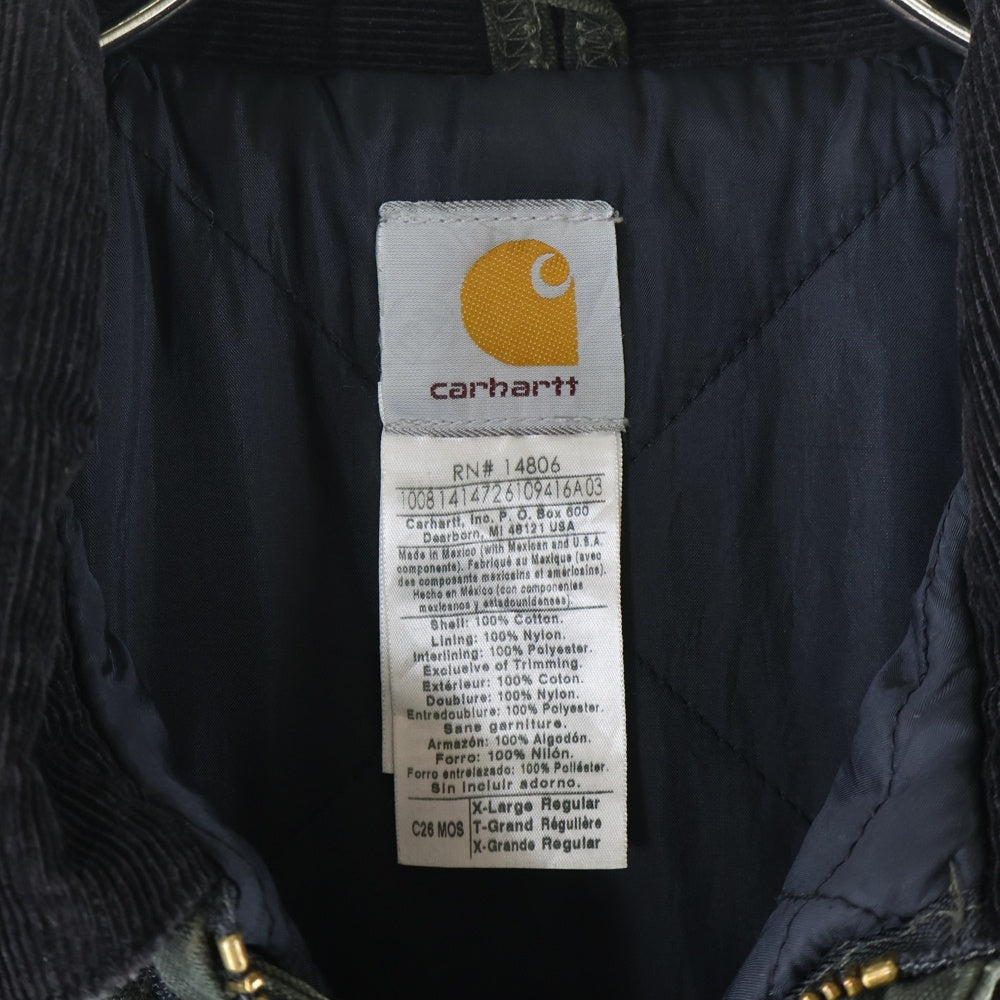 carhartt
RN# 14806
10081414726109416A03
Carhartt, Inc. P. O. Box 600
Dearborn, MI 48121 USA
Made in Mexico (with Mexican and U.S.A.
components). Fabriqué au Mexique (avec
des composants mexicains et américains).
Hecho en México (con componentes
mexicanos y estadounidenses).
Shell: 100% Cotton.
Lining: 100% Nylon.
Interlining: 100% Polyester.
Exclusive of Trimming.
Extérieur: 100% Coton.
Doublure: 100% Nylon.
Entredoublure: 100% Polyester.
Sans garniture.
Armazón: 100% Algodón.
Forro: 100% Nilón.
Forro entrelazado: 100% Poliéster.
Sin incluir adorno.
X-Large Regular
C26 MOS T-Grand Régulière
X-Grande Regular